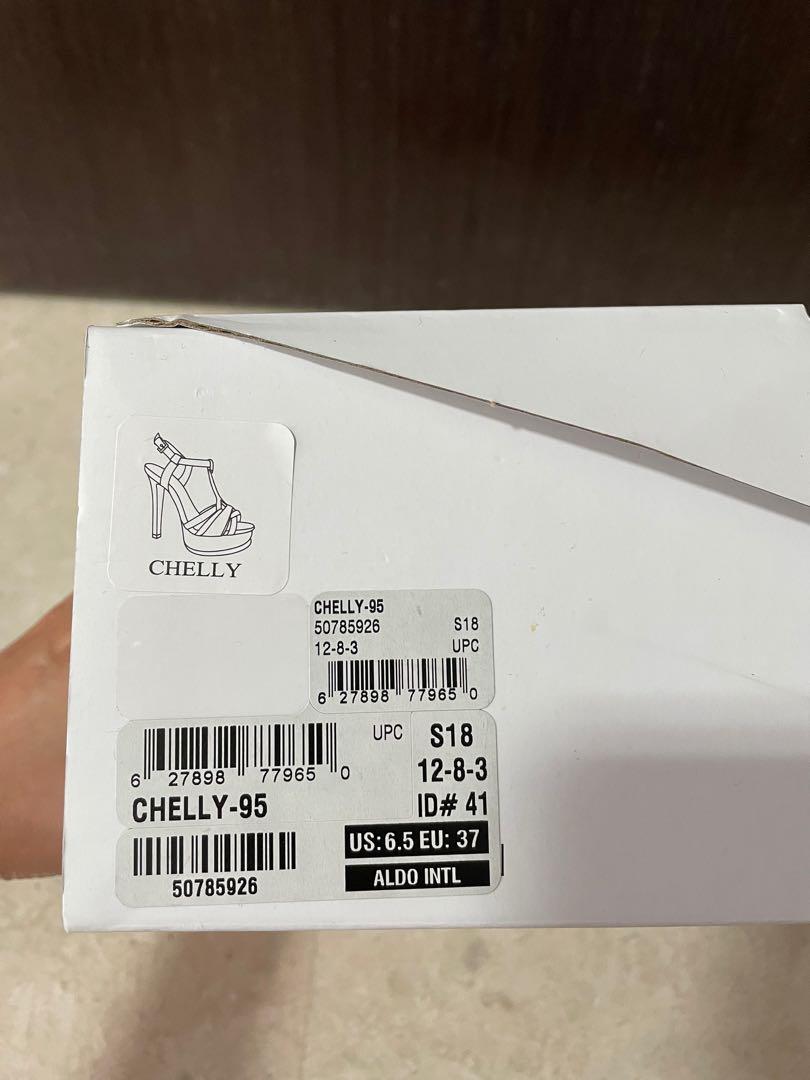 CHELLY
CHELLY-95
50785926 S18
12-8-3 UPC
6 27898 77965 0
UPC
6 27898 77965 0
CHELLY-95
S18
12-8-3
ID# 41
50785926
US: 6.5 EU: 37
ALDO INTL